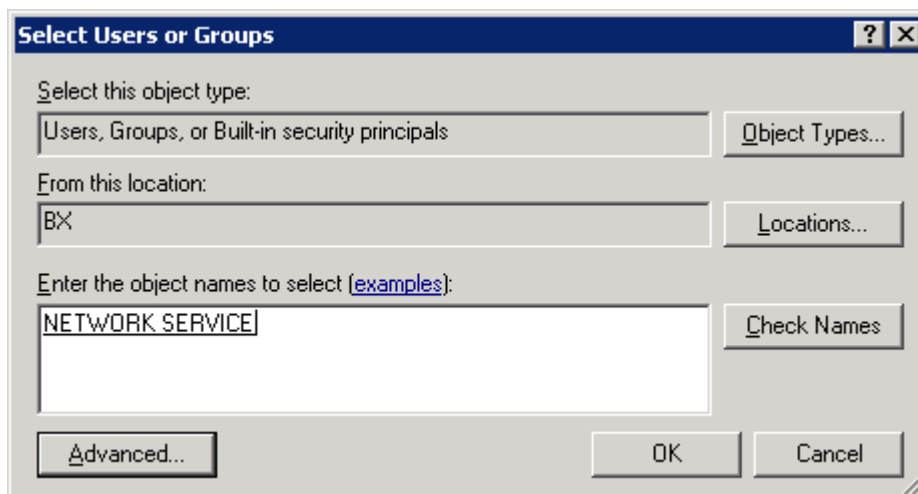 Select Users or Groups
Select this object type:
Users, Groups, or Built-in security principals
Object Types...
From this location:
BX
Locations...
Enter the object names to select (examples):
NETWORK SERVICE
Check Names
Advanced...
OK
Cancel